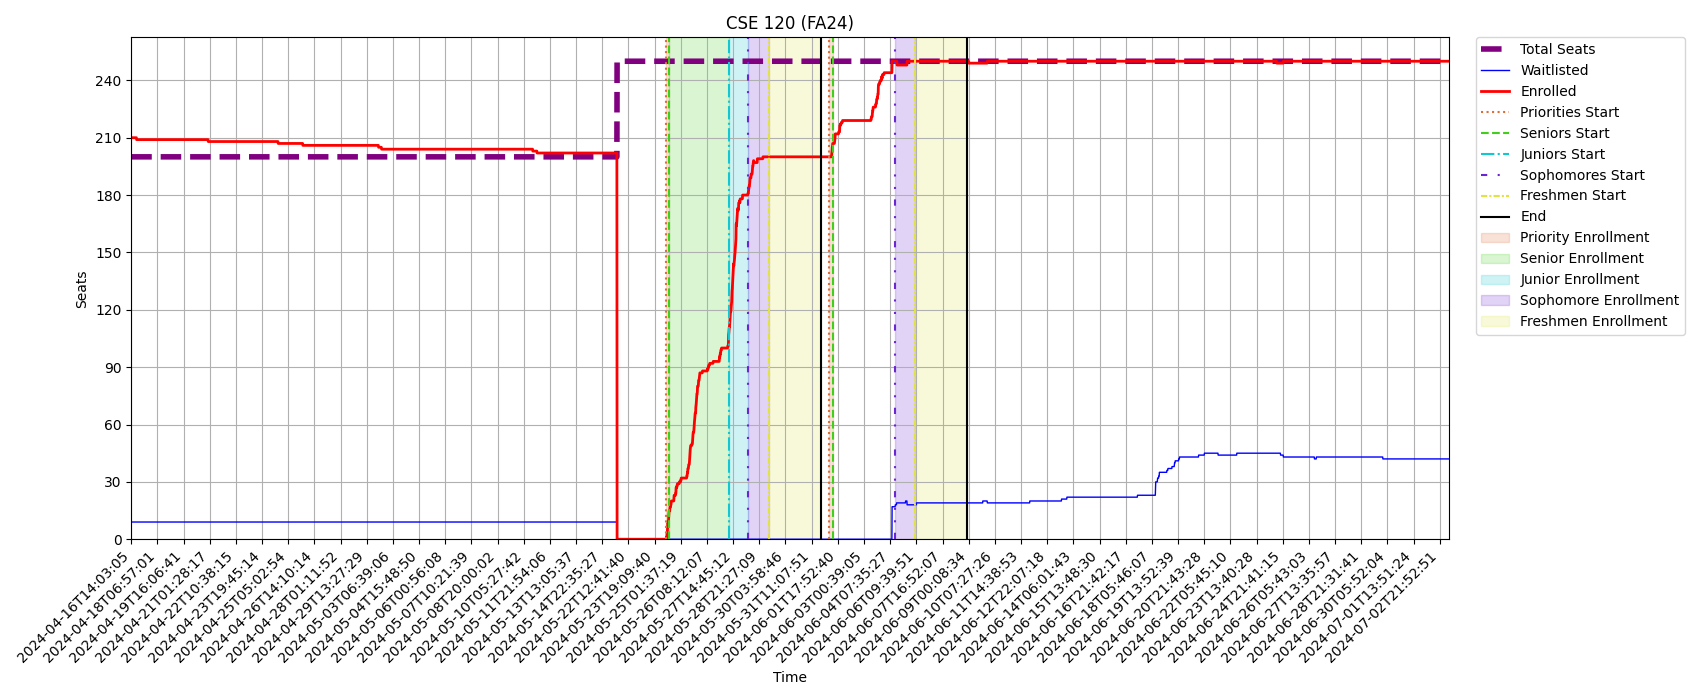 CSE 120 (FA24)
Total Seats
Waitlisted
Enrolled
Priorities Start
Seniors Start
Juniors Start
Sophomores Start
Freshmen Start
End
Priority Enrollment
Senior Enrollment
Junior Enrollment
Sophomore Enrollment
Freshmen Enrollment
Seats
240
210
180
150
120
90
60
30
0
2024-04-16T14:03:05
2024-04-18T06:57:01
2024-04-19T16:06:41
2024-04-21T01:28:17
2024-04-22T10:38:15
2024-04-23T19:45:14
2024-04-25T05:02:54
2024-04-26T14:10:14
2024-04-28T01:11:52
2024-04-29T13:27:29
2024-05-03T06:39:06
2024-05-04T15:48:50
2024-05-06T00:56:08
2024-05-07T10:21:39
2024-05-08T20:00:02
2024-05-10T05:27:42
2024-05-11T21:54:06
2024-05-13T13:05:37
2024-05-14T22:35:27
2024-05-22T12:41:40
2024-05-23T19:09:40
2024-05-25T01:37:19
2024-05-26T08:12:07
2024-05-27T14:45:12
2024-05-28T21:27:09
2024-05-30T03:58:46
2024-05-31T11:07:51
2024-06-01T17:52:40
2024-06-03T00:39:05
2024-06-04T07:35:27
2024-06-06T09:39:51
2024-06-07T16:52:07
2024-06-09T00:08:34
2024-06-10T07:27:26
2024-06-11T14:38:53
2024-06-12T22:07:18
2024-06-14T06:01:43
2024-06-15T13:48:30
2024-06-16T21:42:17
2024-06-18T05:46:07
2024-06-19T13:52:39
2024-06-20T21:43:28
2024-06-22T05:45:10
2024-06-23T13:40:28
2024-06-24T21:41:15
2024-06-26T05:43:03
2024-06-27T13:35:57
2024-06-28T21:31:41
2024-06-30T05:52:04
2024-07-01T13:51:24
2024-07-02T21:52:51
Time